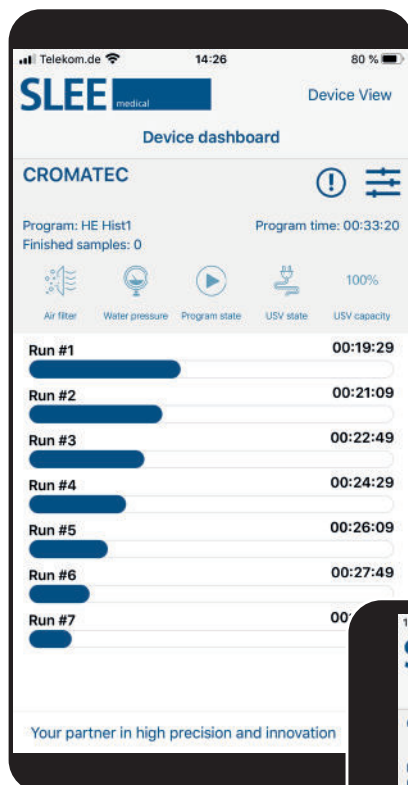 Telekom.de 14:26 80 %
SLEE medical Device View
Device dashboard
CROMATEC
Program: HE Hist1 Program time: 00:33:20
Finished samples: 0
100%
Air filter Water pressure Program state USV state USV capacity
Run #1 00:19:29
Run #2 00:21:09
Run #3 00:22:49
Run #4 00:24:29
Run #5 00:26:09
Run #6 00:27:49
Run #7 00:
Your partner in high precision and innovation